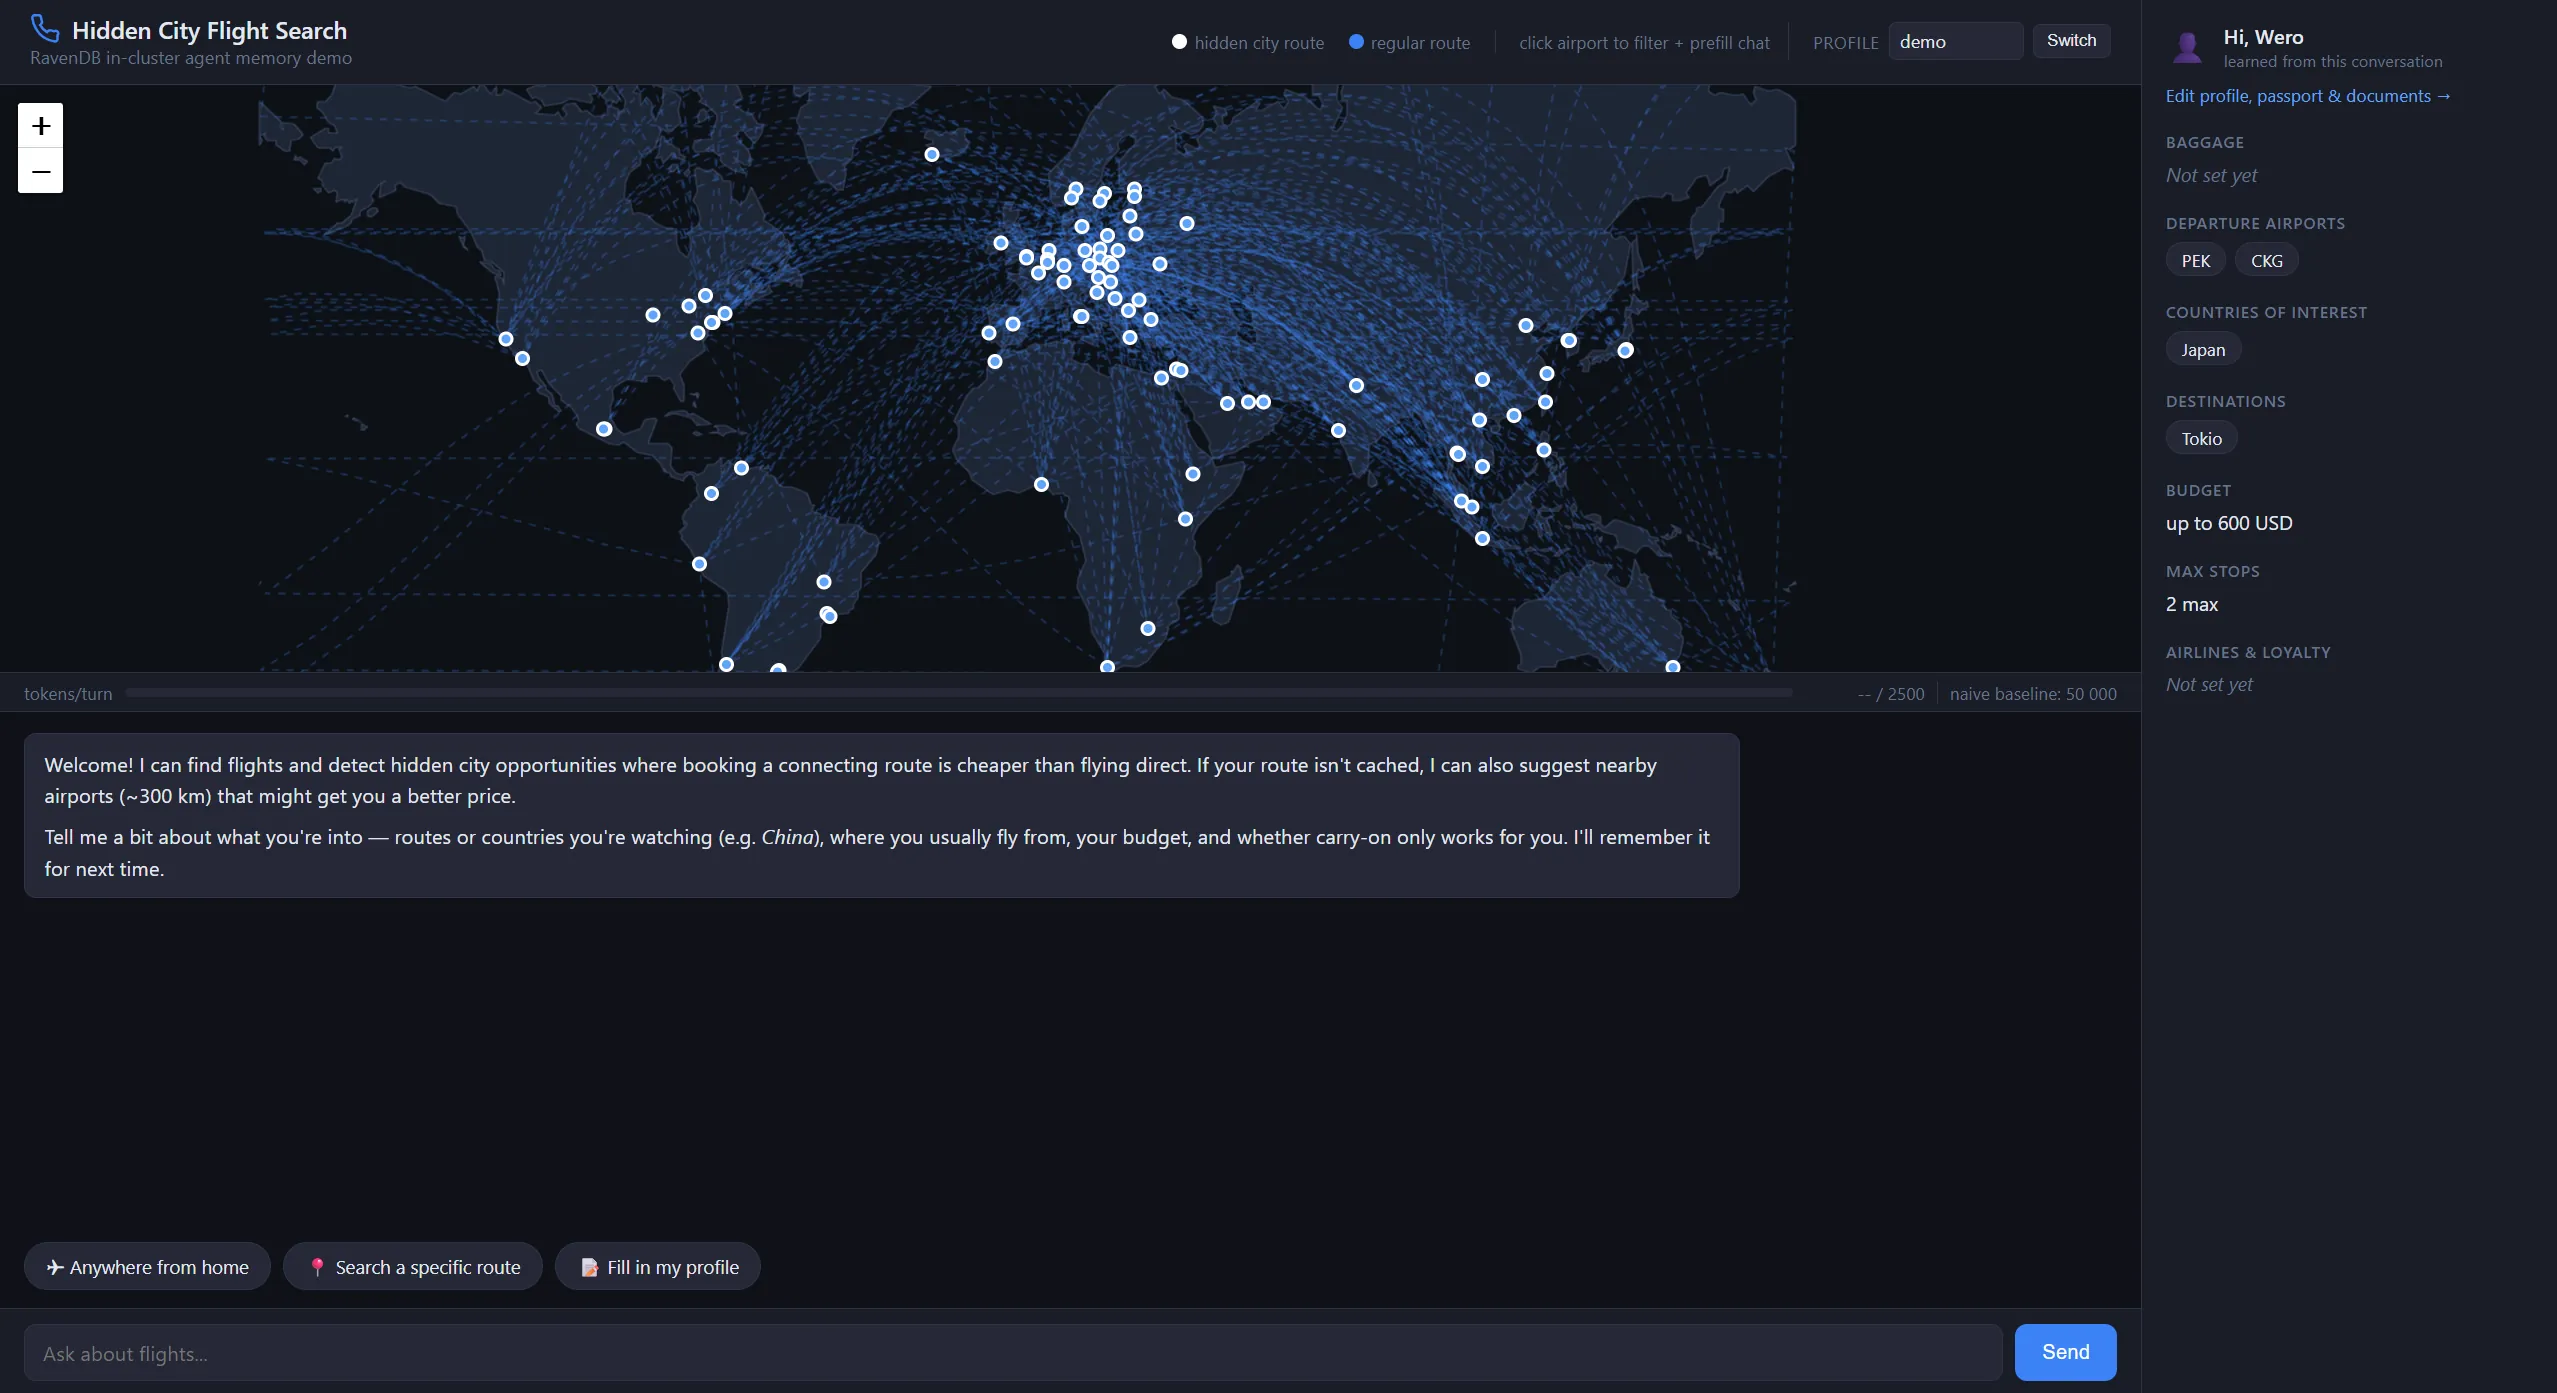 Hidden City Flight Search
RavenDB in-cluster agent memory demo
hidden city route
regular route
click airport to filter + prefill chat
PROFILE
demo
Switch
+
−
tokens/turn
-- / 2500
naive baseline: 50 000
Welcome! I can find flights and detect hidden city opportunities where booking a connecting route is cheaper than flying direct. If your route isn't cached, I can also suggest nearby
airports (~300 km) that might get you a better price.
Tell me a bit about what you're into — routes or countries you're watching (e.g. China), where you usually fly from, your budget, and whether carry-on only works for you. I'll remember it
for next time.
✈ Anywhere from home
📍 Search a specific route
📝 Fill in my profile
Ask about flights...
Send
Hi, Wero
learned from this conversation
Edit profile, passport & documents →
BAGGAGE
Not set yet
DEPARTURE AIRPORTS
PEK
CKG
COUNTRIES OF INTEREST
Japan
DESTINATIONS
Tokio
BUDGET
up to 600 USD
MAX STOPS
2 max
AIRLINES & LOYALTY
Not set yet